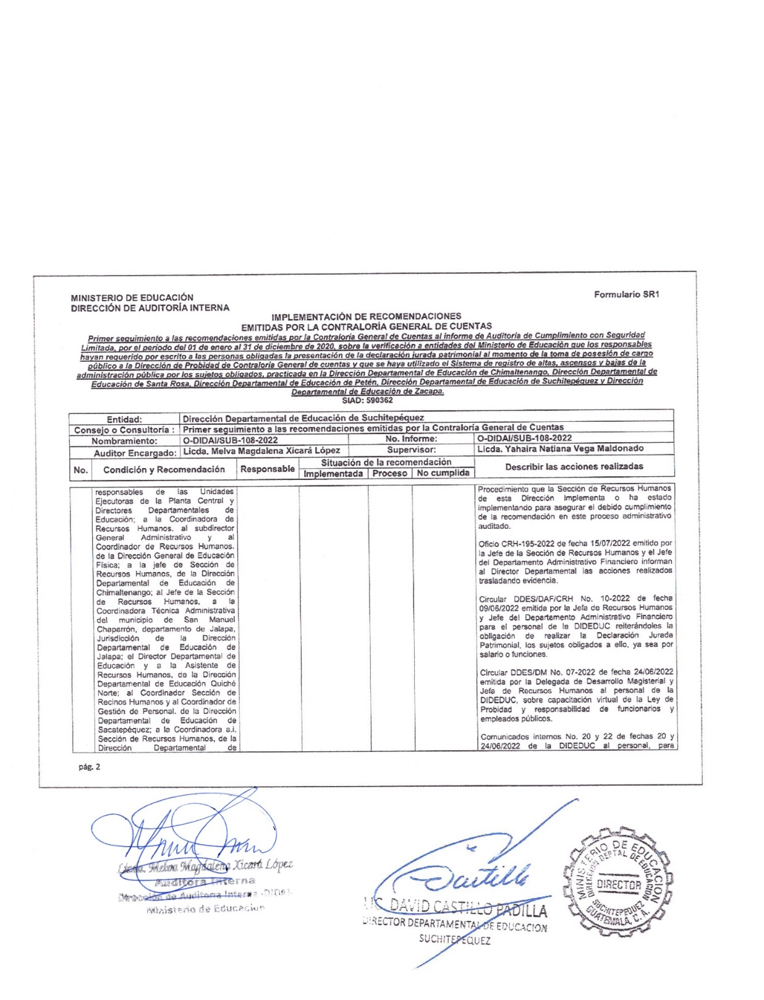 MINISTERIO DE EDUCACIÓN
DIRECCIÓN DE AUDITORÍA INTERNA
Formulario SR1
IMPLEMENTACIÓN DE RECOMENDACIONES
EMITIDAS POR LA CONTRALORÍA GENERAL DE CUENTAS
Primer seguimiento a las recomendaciones emitidas por la Contraloría General de Cuentas al informe de Auditoría de Cumplimiento con Seguridad
Limitada, por el periodo del 01 de enero al 31 de diciembre de 2020, sobre la verificación a entidades del Ministerio de Educación que los responsables
hayan requerido por escrito a las personas obligadas la presentación de la declaración jurada patrimonial al momento de la toma de posesión de cargo
público a la Dirección de Probidad de Contraloría General de cuentas y que se haya utilizado el Sistema de registro de altas, ascensos y bajas de la
administración pública por los sujetos obligados, practicada en la Dirección Departamental de Educación de Chimaltenango, Dirección Departamental de
Educación de Santa Rosa, Dirección Departamental de Educación de Petén, Dirección Departamental de Educación de Suchitepéquez y Dirección
Departamental de Educación de Zacapa.
SIAD: 590362
Entidad: Dirección Departamental de Educación de Suchitepéquez
Consejo o Consultoría : Primer seguimiento a las recomendaciones emitidas por la Contraloría General de Cuentas
Nombramiento: O-DIDAI/SUB-108-2022 No. Informe: O-DIDAI/SUB-108-2022
Auditor Encargado: Licda. Melva Magdalena Xicará López Supervisor: Licda. Yahaira Natiana Vega Maldonado
No. Condición y Recomendación Responsable Situación de la recomendación Describir las acciones realizadas
Implementada Proceso No cumplida
responsables de las Unidades
Ejecutoras de la Planta Central y
Directores Departamentales de
Educación; a la Coordinadora de
Recursos Humanos. al subdirector
General Administrativo y al
Coordinador de Recursos Humanos.
de la Dirección General de Educación
Física; a la jefe de Sección de
Recursos Humanos, de la Dirección
Departamental de Educación de
Chimaltenango; al Jefe de la Sección
de Recursos Humanos, a la
Coordinadora Técnica Administrativa
del municipio de San Manuel
Chaparrón, departamento de Jalapa,
Jurisdicción de la Dirección
Departamental de Educación de
Jalapa; el Director Departamental de
Educación y a la Asistente de
Recursos Humanos, de la Dirección
Departamental de Educación Quiché
Norte; al Coordinador Sección de
Recinos Humanos y al Coordinador de
Gestión de Personal. de la Dirección
Departamental de Educación de
Sacatepéquez; a la Coordinadora a.i.
Sección de Recursos Humanos, de la
Dirección Departamental de
Procedimiento que la Sección de Recursos Humanos
de esta Dirección implementa o ha estado
implementando para asegurar el debido cumplimiento
de la recomendación en este proceso administrativo
auditado.
Oficio CRH-195-2022 de fecha 15/07/2022 emitido por
la Jefe de la Sección de Recursos Humanos y el Jefe
del Departamento Administrativo Financiero informan
al Director Departamental las acciones realizados
trasladando evidencia.
Circular DDES/DAF/CRH No. 10-2022 de fecha
09/06/2022 emitida por la Jefa de Recursos Humanos
y Jefe del Departamento Administrativo Financiero
para el personal de la DIDEDUC reiterándoles la
obligación de realizar la Declaración Jurada
Patrimonial, los sujetos obligados a ello, ya sea por
salario o funciones.
Circular DDES/DM No. 07-2022 de fecha 24/06/2022
emitida por la Delegada de Desarrollo Magisterial y
Jefa de Recursos Humanos al personal de la
DIDEDUC, sobre capacitación virtual de la Ley de
Probidad y responsabilidad de funcionarios y
empleados públicos.
Comunicados internos No. 20 y 22 de fechas 20 y
24/06/2022 de la DIDEDUC al personal, para
pág. 2
Licda. Melva Magdalena Xicará López
Auditora Interna
Dirección de Auditoria Interna -DIDAI-
Ministerio de Educación
Castillo
LIC. DAVID CASTILLO PADILLA
DIRECTOR DEPARTAMENTAL DE EDUCACION
SUCHITEPEQUEZ
MINISTERIO DE EDUCACION
DIRECCION DEPTAL. DE EDUCACION
DIRECTOR
SUCHITEPEQUEZ
GUATEMALA, C. A.